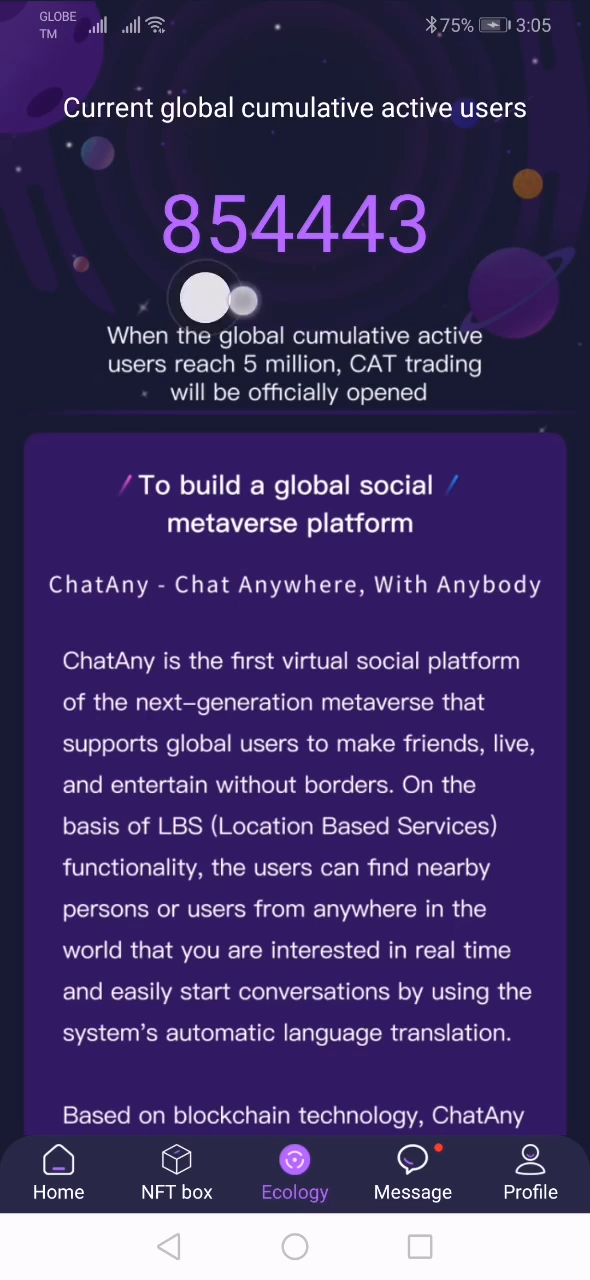 GLOBE
TM
75%
3:05
Current global cumulative active users
854443
When the global cumulative active
users reach 5 million, CAT trading
will be officially opened
To build a global social
metaverse platform
ChatAny - Chat Anywhere, With Anybody
ChatAny is the first virtual social platform
of the next-generation metaverse that
supports global users to make friends, live,
and entertain without borders. On the
basis of LBS (Location Based Services)
functionality, the users can find nearby
persons or users from anywhere in the
world that you are interested in real time
and easily start conversations by using the
system's automatic language translation.
Based on blockchain technology, ChatAny
Home
NFT box
Ecology
Message
Profile